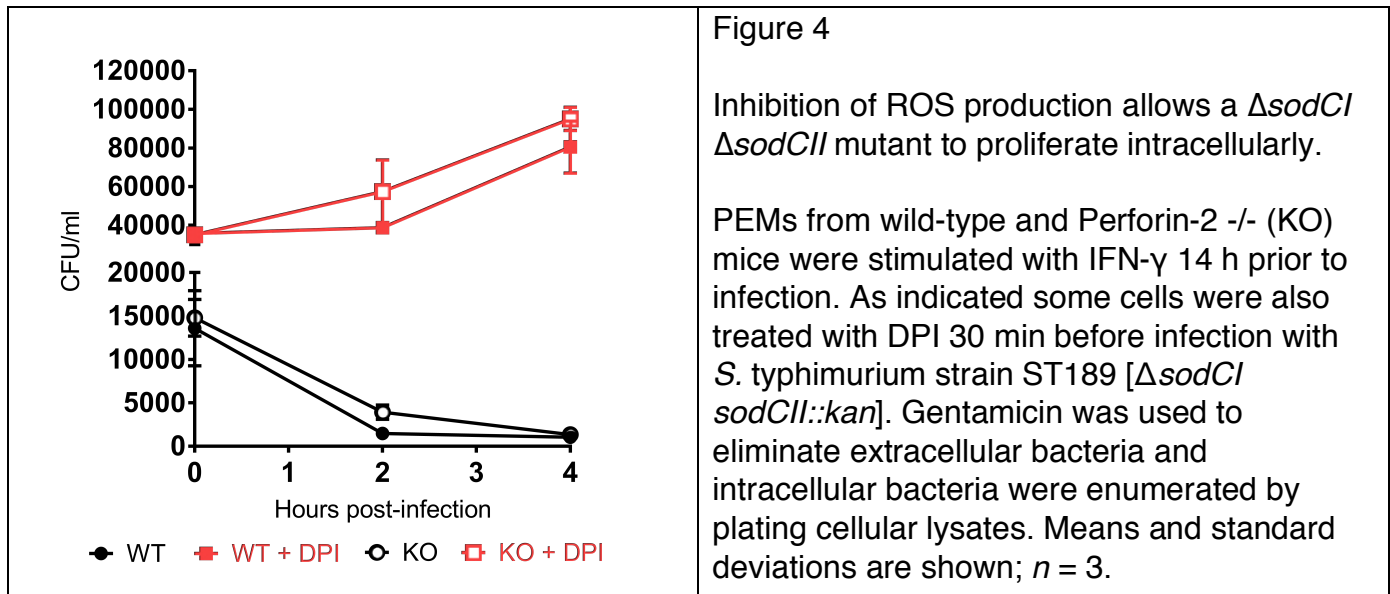 120000
100000
80000
60000
40000
20000
15000
10000
5000
0
CFU/ml
0 1 2 3 4
Hours post-infection
WT WT + DPI KO KO + DPI
Figure 4
Inhibition of ROS production allows a ΔsodCI
ΔsodCII mutant to proliferate intracellularly.
PEMs from wild-type and Perforin-2 -/- (KO)
mice were stimulated with IFN-γ 14 h prior to
infection. As indicated some cells were also
treated with DPI 30 min before infection with
S. typhimurium strain ST189 [ΔsodCI
sodCII::kan]. Gentamicin was used to
eliminate extracellular bacteria and
intracellular bacteria were enumerated by
plating cellular lysates. Means and standard
deviations are shown; n = 3.